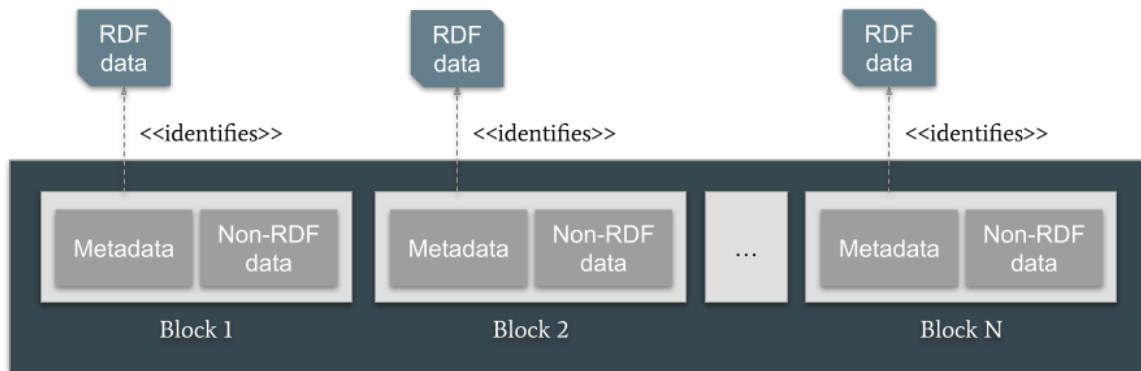 RDF
data
RDF
data
RDF
data
<<identifies>>
<<identifies>>
<<identifies>>
Metadata
Non-RDF
data
Metadata
Non-RDF
data
...
Metadata
Non-RDF
data
Block 1
Block 2
Block N